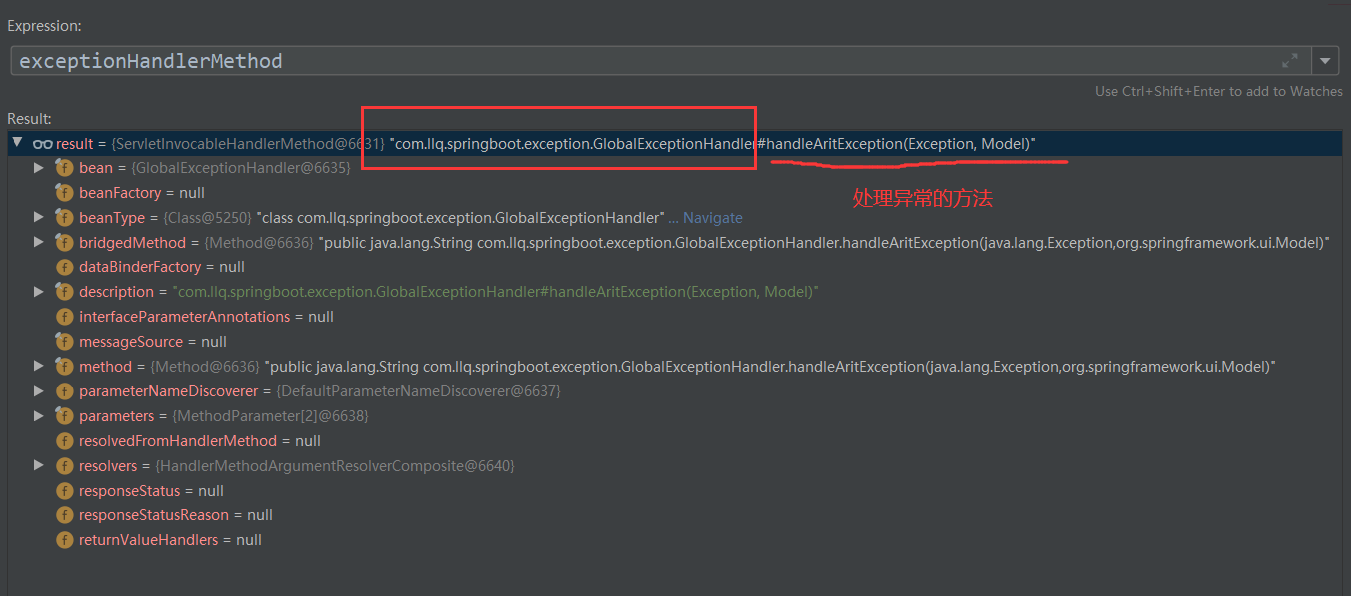 Expression:
exceptionHandlerMethod
Use Ctrl+Shift+Enter to add to Watches
Result:
result = {ServletInvocableHandlerMethod@6631} "com.llq.springboot.exception.GlobalExceptionHandler#handleAritException(Exception, Model)"
bean = {GlobalExceptionHandler@6635}
处理异常的方法
beanFactory = null
beanType = {Class@5250} "class com.llq.springboot.exception.GlobalExceptionHandler" ... Navigate
bridgedMethod = {Method@6636} "public java.lang.String com.llq.springboot.exception.GlobalExceptionHandler.handleAritException(java.lang.Exception,org.springframework.ui.Model)"
dataBinderFactory = null
description = "com.llq.springboot.exception.GlobalExceptionHandler#handleAritException(Exception, Model)"
interfaceParameterAnnotations = null
messageSource = null
method = {Method@6636} "public java.lang.String com.llq.springboot.exception.GlobalExceptionHandler.handleAritException(java.lang.Exception,org.springframework.ui.Model)"
parameterNameDiscoverer = {DefaultParameterNameDiscoverer@6637}
parameters = {MethodParameter[2]@6638}
resolvedFromHandlerMethod = null
resolvers = {HandlerMethodArgumentResolverComposite@6640}
responseStatus = null
responseStatusReason = null
returnValueHandlers = null